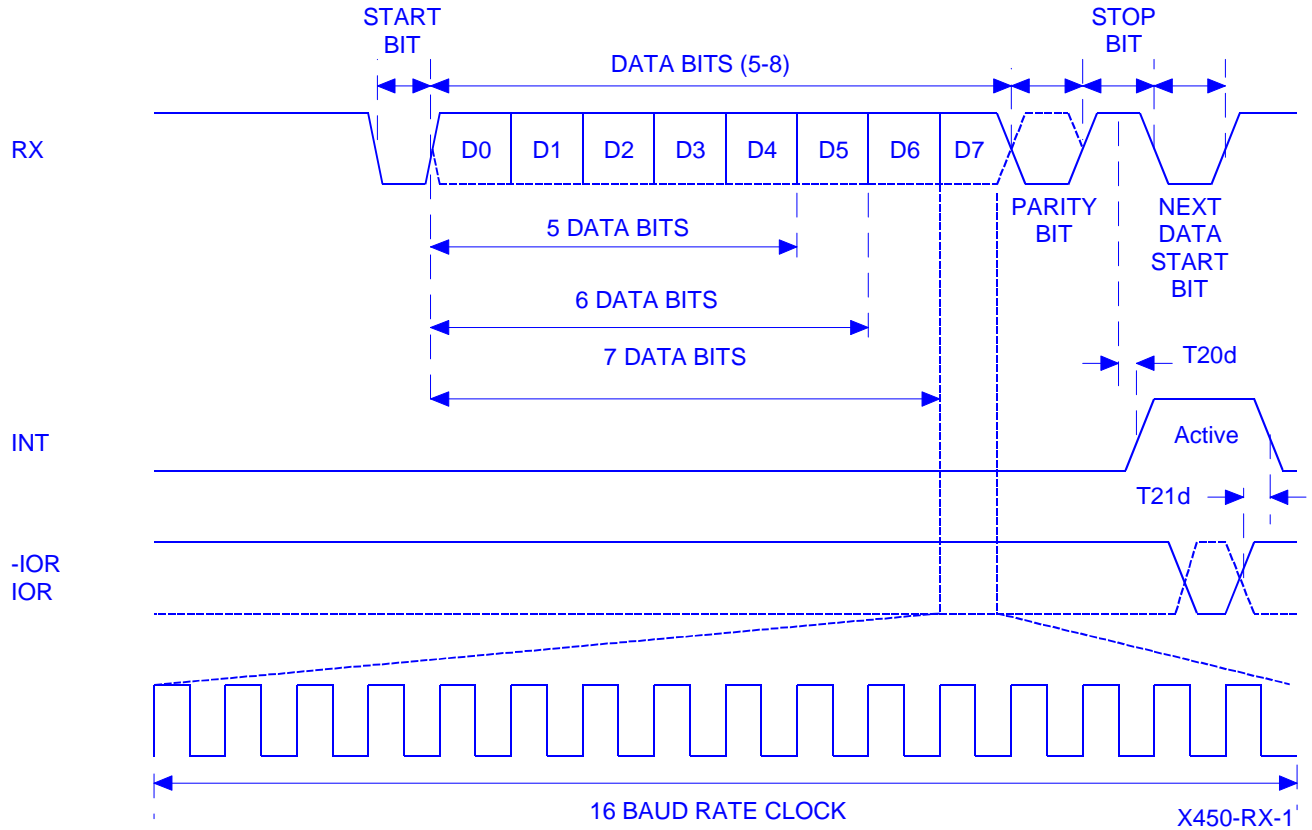 START
BIT
STOP
BIT
DATA BITS (5-8)
RX
D0 D1 D2 D3 D4 D5 D6 D7
PARITY
BIT
NEXT
DATA
START
BIT
5 DATA BITS
6 DATA BITS
7 DATA BITS
T20d
INT
Active
T21d
-IOR
IOR
16 BAUD RATE CLOCK
X450-RX-1